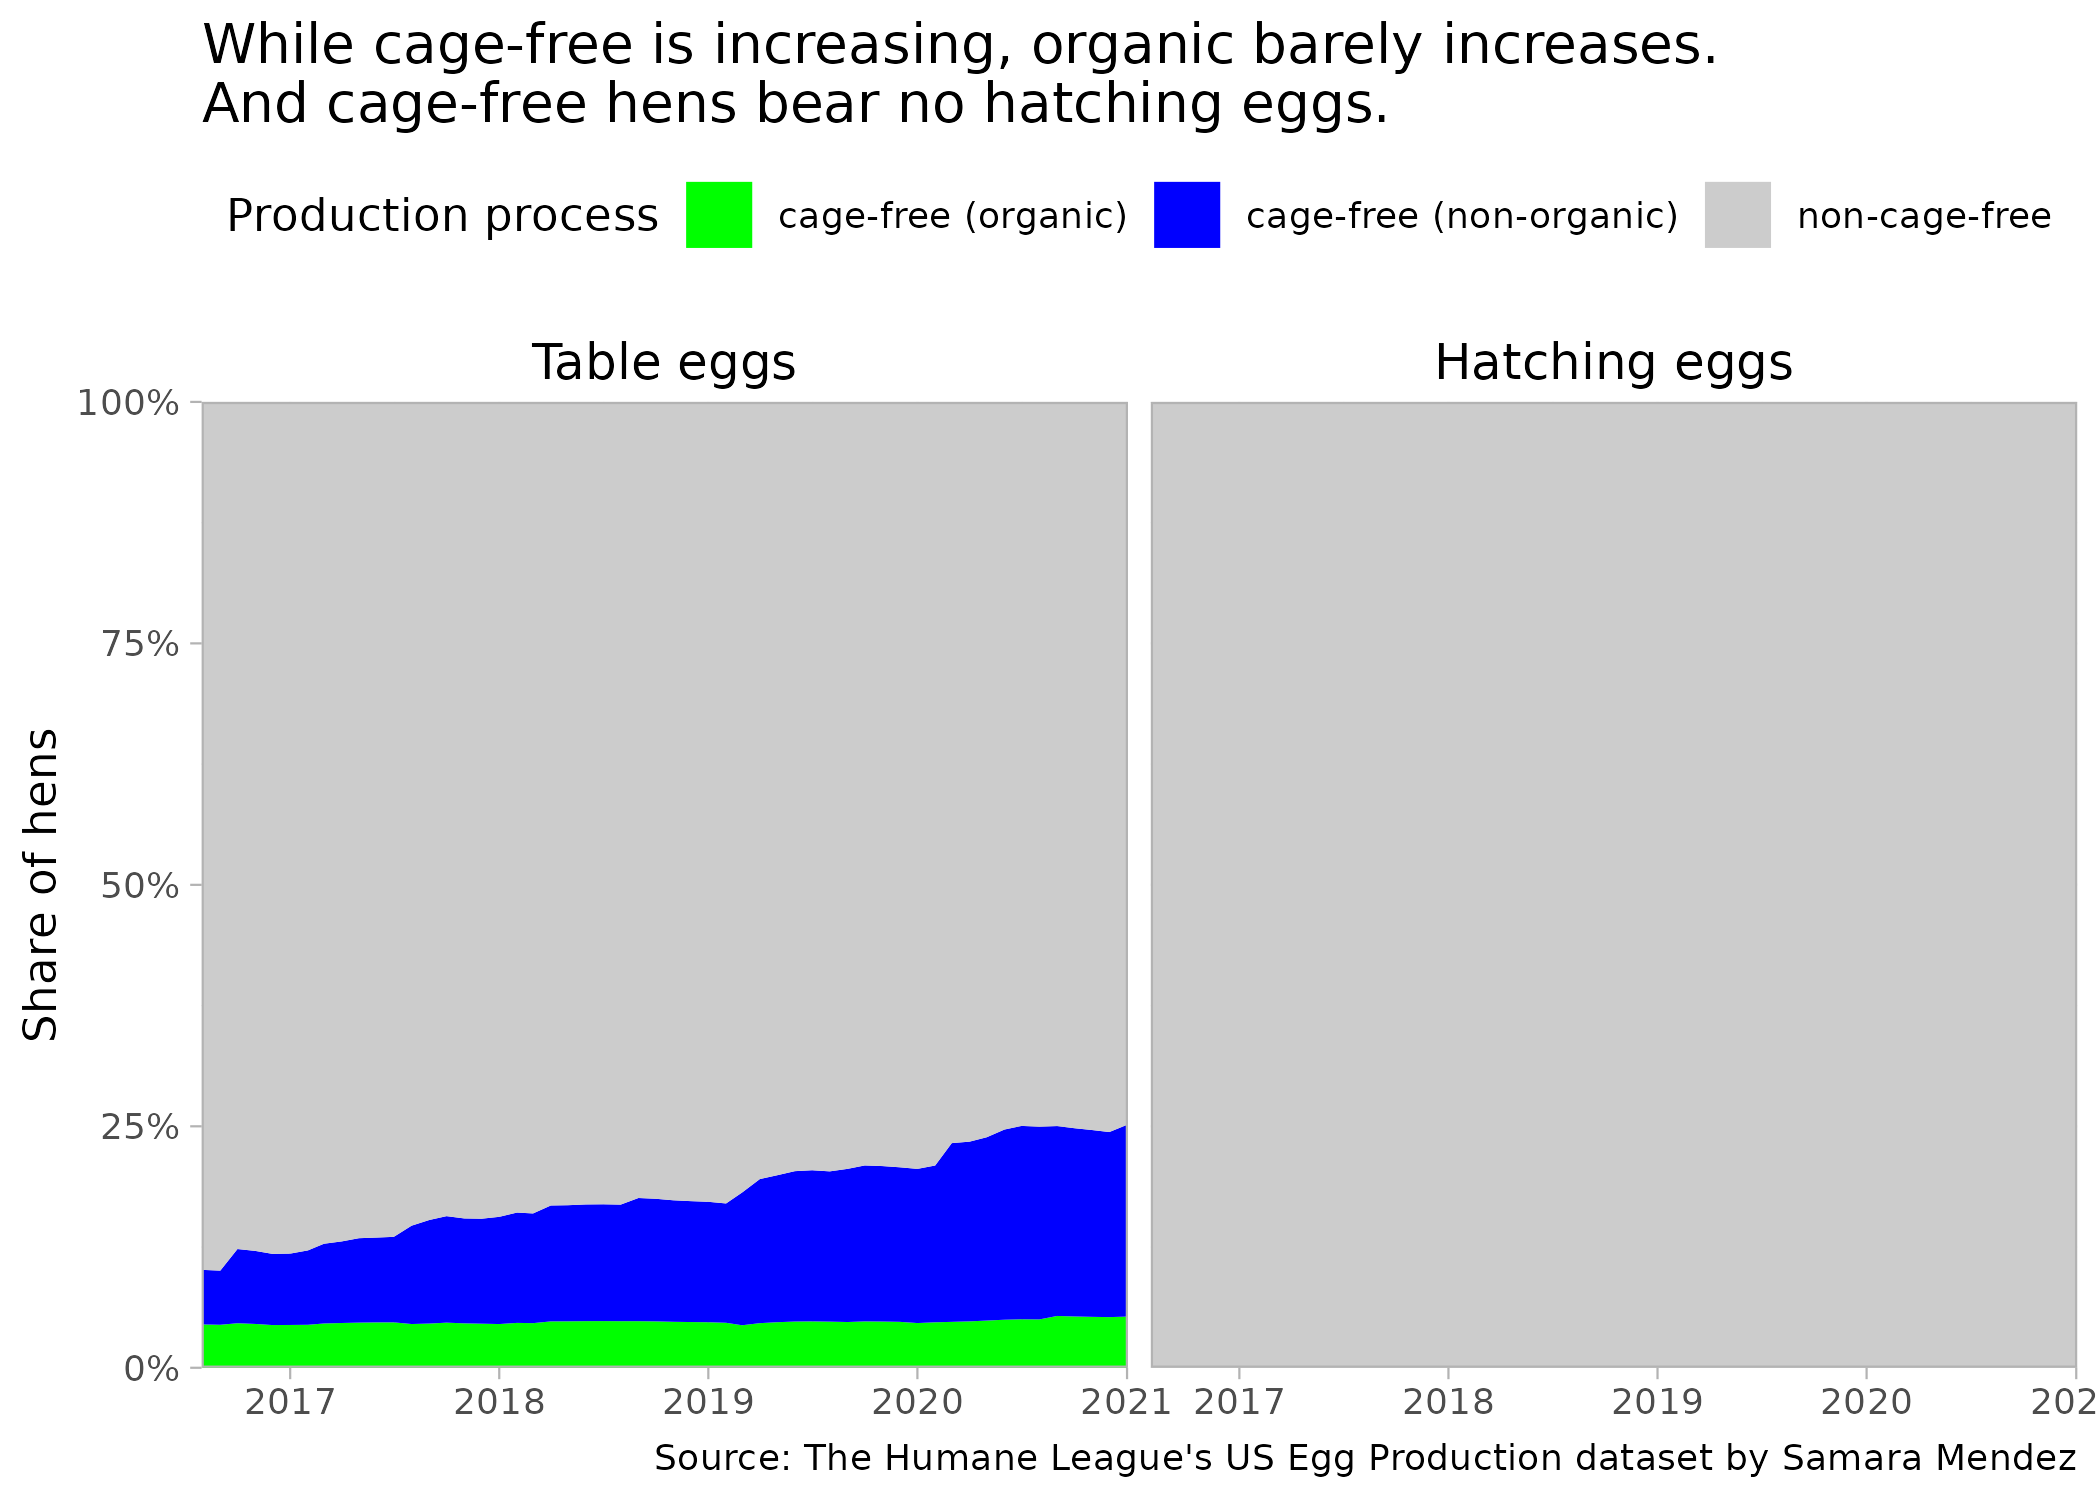 While cage-free is increasing, organic barely increases.
And cage-free hens bear no hatching eggs.
Production process cage-free (organic) cage-free (non-organic) non-cage-free
Table eggs Hatching eggs
100%
75%
50%
25%
0%
Share of hens
2017 2018 2019 2020 2021 2017 2018 2019 2020 202
Source: The Humane League's US Egg Production dataset by Samara Mendez